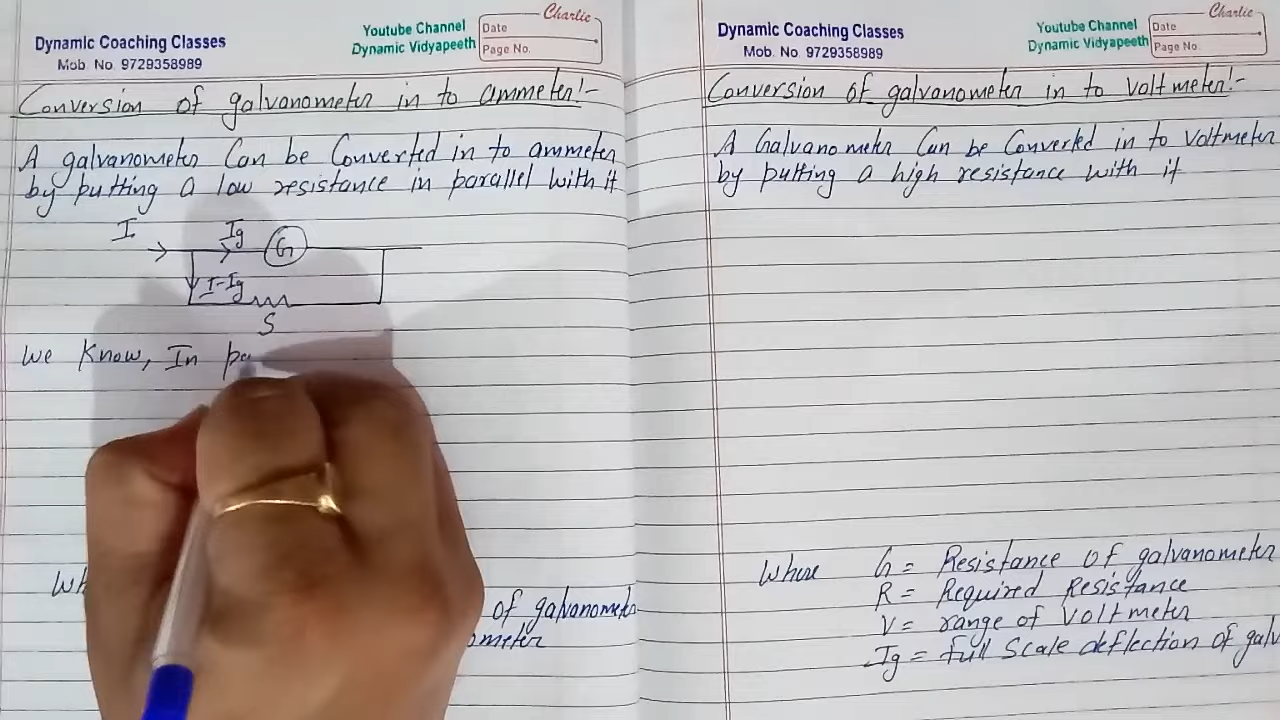 Dynamic Coaching Classes
Mob. No. 9729358989
Youtube Channel
Dynamic Vidyapeeth
Charlie
Date
Page No.
Conversion of galvanometer in to ammeter:-
A galvanometer Can be Converted in to ammeter
by putting a low resistance in parallel with it
I
Ig
G
I-Ig
S
We Know, In pa
Wh
of galvanomete
ometer
Dynamic Coaching Classes
Mob. No. 9729358989
Youtube Channel
Dynamic Vidyapeeth
Charlie
Date
Page No.
Conversion of galvanometer in to voltmeter:-
A Galvanometer Can be Converted in to Voltmeter
by putting a high resistance with it
Where G = Resistance of galvanometer
R = Required Resistance
V = range of Voltmeter
Ig = full Scale deflection of galv